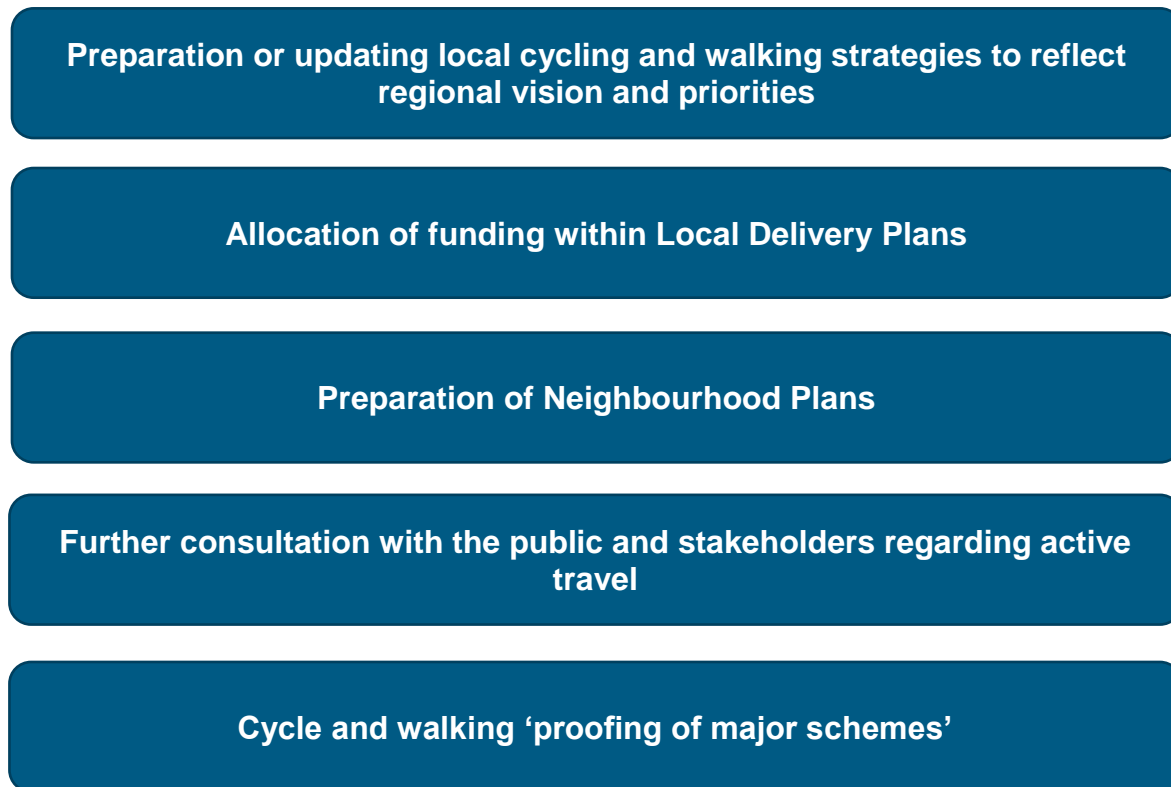 Preparation or updating local cycling and walking strategies to reflect
regional vision and priorities
Allocation of funding within Local Delivery Plans
Preparation of Neighbourhood Plans
Further consultation with the public and stakeholders regarding active
travel
Cycle and walking ‘proofing of major schemes’